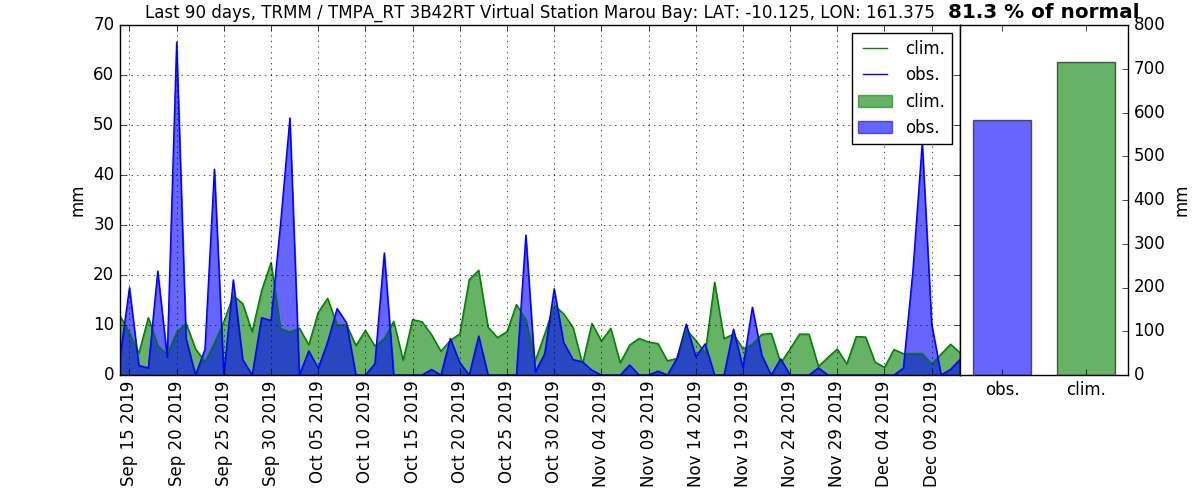 Last 90 days, TRMM / TMPA_RT 3B42RT Virtual Station Marou Bay: LAT: -10.125, LON: 161.375 81.3 % of normal
70
60
50
40
30
20
10
0
mm
clim.
obs.
clim.
obs.
800
700
600
500
400
300
200
100
0
mm
obs. clim.
Sep 15 2019
Sep 20 2019
Sep 25 2019
Sep 30 2019
Oct 05 2019
Oct 10 2019
Oct 15 2019
Oct 20 2019
Oct 25 2019
Oct 30 2019
Nov 04 2019
Nov 09 2019
Nov 14 2019
Nov 19 2019
Nov 24 2019
Nov 29 2019
Dec 04 2019
Dec 09 2019